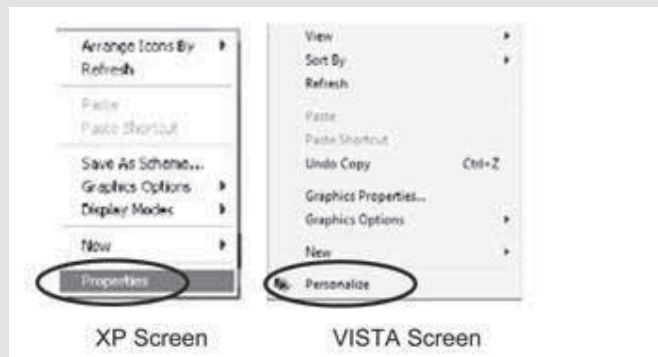 Arrange Icons By
Refresh
Paste
Paste Shortcut
Save As Scheme...
Graphics Options
Display Modes
New
Properties
XP Screen
View
Sort By
Refresh
Paste
Paste Shortcut
Undo Copy Ctrl+Z
Graphics Properties...
Graphics Options
New
Personalize
VISTA Screen